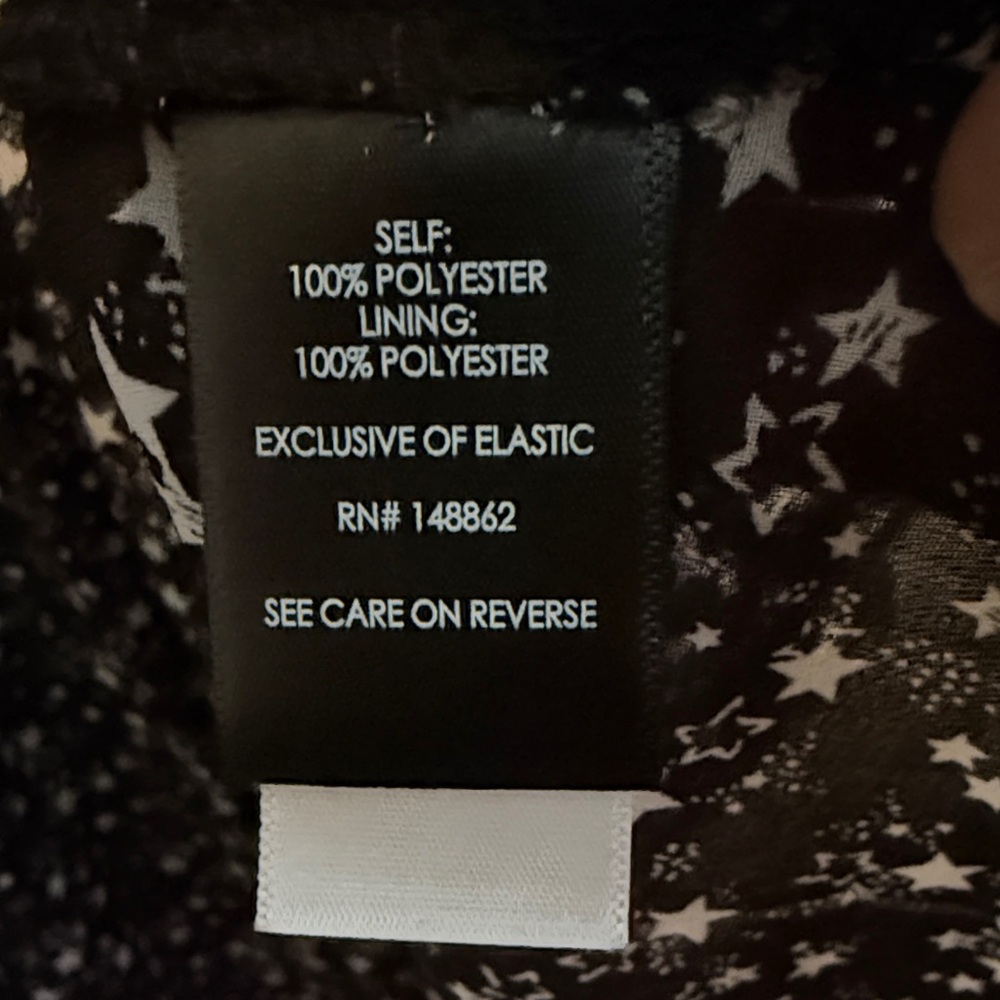 SELF:
100% POLYESTER
LINING:
100% POLYESTER
EXCLUSIVE OF ELASTIC
RN# 148862
SEE CARE ON REVERSE